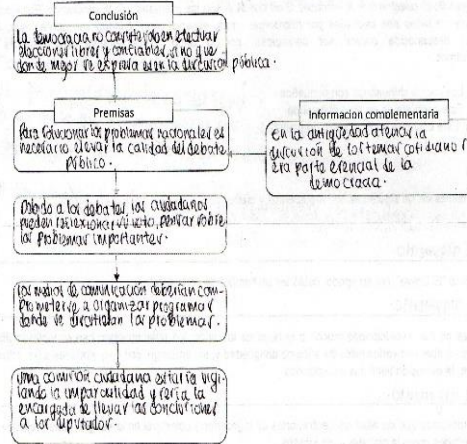 Conclusión
La democracia no consiste solo en efectuar
elecciones libres y confiables, sino que
donde mejor se expresa es en la discusión pública.
Premisas
Para solucionar los problemas nacionales es
necesario elevar la calidad del debate
público.
Información complementaria
En la antigüedad ateniense la
discusión de los temas cotidianos
era parte esencial de la
democracia.
Debido a los debates, los ciudadanos
pueden reflexionar su voto, pensar sobre
los problemas importantes.
Los medios de comunicación deberían com-
prometerse a organizar programas
donde se discutan los problemas.
Una comisión ciudadana estaría vigi-
lando la imparcialidad y sería la
encargada de llevar las conclusiones
a los diputados.